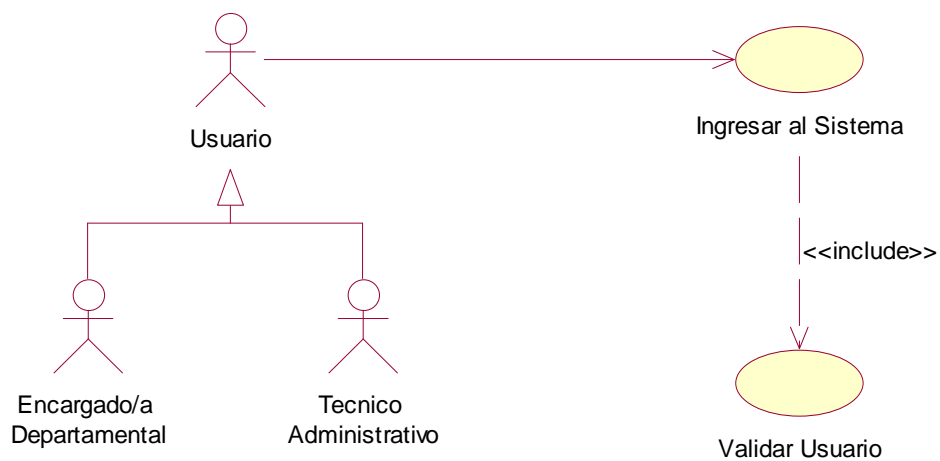 Usuario
Ingresar al Sistema
<<include>>
Encargado/a
Departamental
Tecnico
Administrativo
Validar Usuario